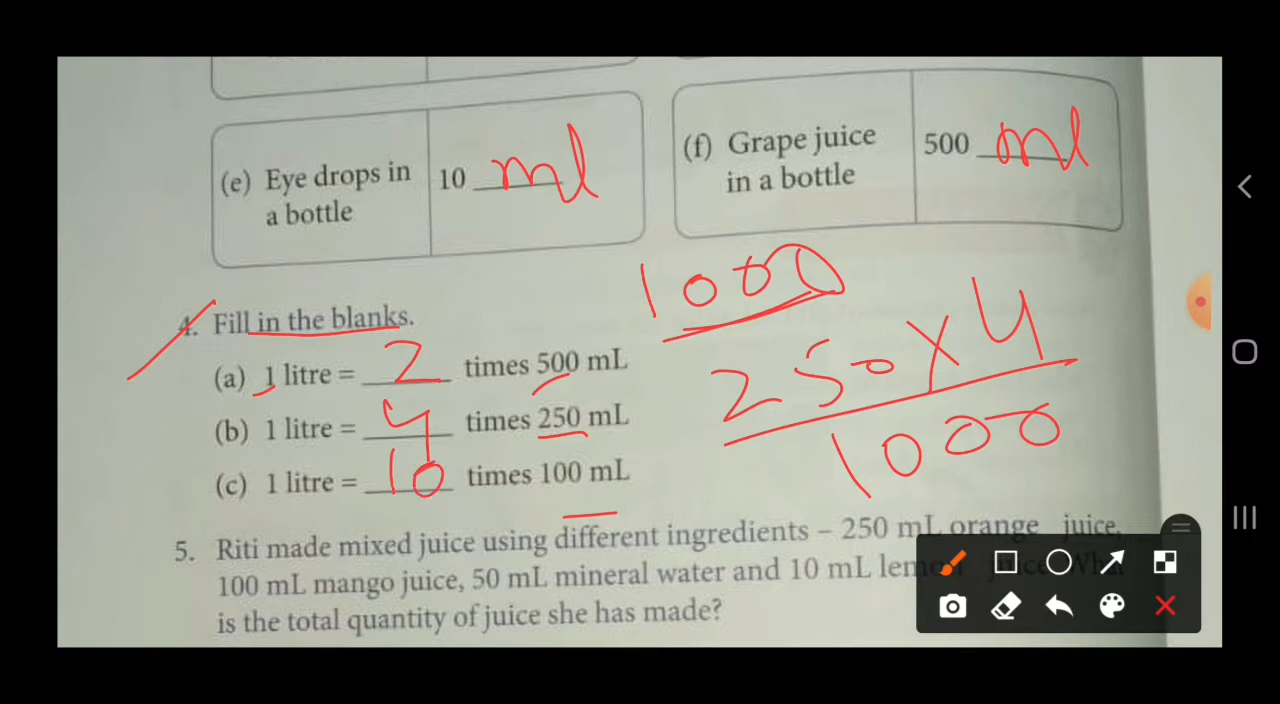 (e) Eye drops in a bottle 10 ml
(f) Grape juice in a bottle 500 ml
4. Fill in the blanks.
(a) 1 litre = 2 times 500 mL
(b) 1 litre = 4 times 250 mL
(c) 1 litre = 10 times 100 mL
1000
250 X 4
1000
5. Riti made mixed juice using different ingredients – 250 mL orange juice,
100 mL mango juice, 50 mL mineral water and 10 mL
is the total quantity of juice she has made?